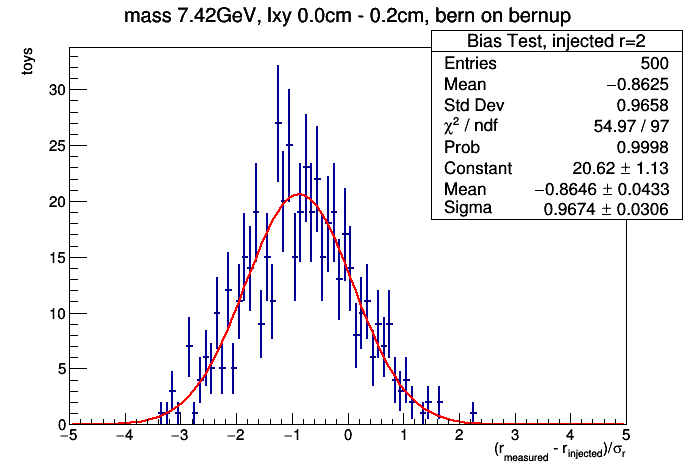 mass 7.42GeV, lxy 0.0cm - 0.2cm, bern on bernup
Bias Test, injected r=2
Entries 500
Mean −0.8625
Std Dev 0.9658
χ² / ndf 54.97 / 97
Prob 0.9998
Constant 20.62 ± 1.13
Mean −0.8646 ± 0.0433
Sigma 0.9674 ± 0.0306
toys
30
25
20
15
10
5
0
−5 −4 −3 −2 −1 0 1 2 3 4 5
(r_measured - r_injected)/σ_r